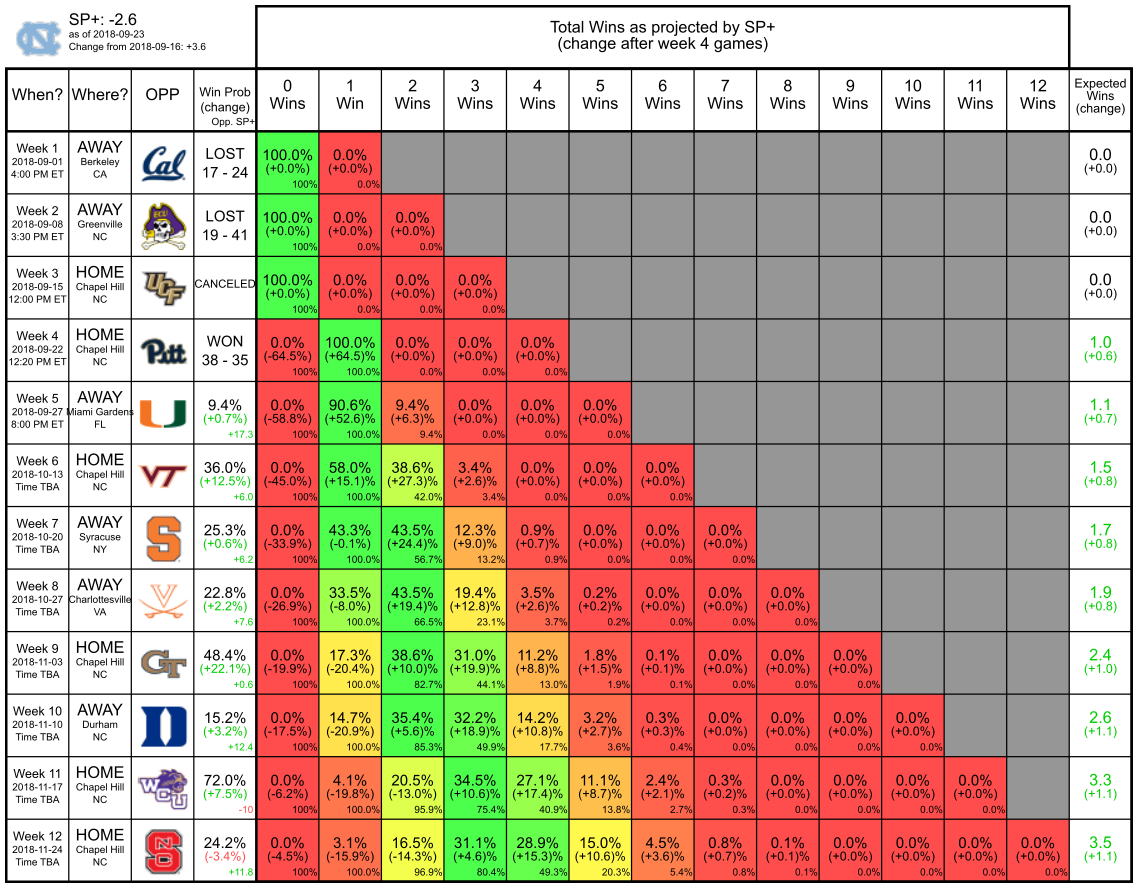 SP+: -2.6
as of 2018-09-23
Change from 2018-09-16: +3.6
Total Wins as projected by SP+
(change after week 4 games)
When? Where? OPP Win Prob (change) Opp. SP+ 0 Wins 1 Win 2 Wins 3 Wins 4 Wins 5 Wins 6 Wins 7 Wins 8 Wins 9 Wins 10 Wins 11 Wins 12 Wins Expected Wins (change)
Week 1 AWAY Cal LOST 100.0% 0.0% 0.0
2018-09-01 Berkeley (+0.0%) (+0.0%) (+0.0)
4:00 PM ET CA 17 - 24 100% 0.0%
Week 2 AWAY ECU LOST 100.0% 0.0% 0.0% 0.0
2018-09-08 Greenville (+0.0%) (+0.0%) (+0.0%) (+0.0)
3:30 PM ET NC 19 - 41 100% 0.0% 0.0%
Week 3 HOME UCF CANCELED 100.0% 0.0% 0.0% 0.0% 0.0
2018-09-15 Chapel Hill (+0.0%) (+0.0%) (+0.0%) (+0.0%) (+0.0)
12:00 PM ET NC 100% 0.0% 0.0% 0.0%
Week 4 HOME Pitt WON 0.0% 100.0% 0.0% 0.0% 0.0% 1.0
2018-09-22 Chapel Hill (-64.5%) (+64.5)% (+0.0%) (+0.0%) (+0.0%) (+0.6)
12:20 PM ET NC 38 - 35 100% 100.0% 0.0% 0.0% 0.0%
Week 5 AWAY U 9.4% 0.0% 90.6% 9.4% 0.0% 0.0% 0.0% 1.1
2018-09-27 Miami Gardens (+0.7%) (-58.8%) (+52.6)% (+6.3)% (+0.0%) (+0.0%) (+0.0%) (+0.7)
8:00 PM ET FL +17.3 100% 100.0% 9.4% 0.0% 0.0% 0.0%
Week 6 HOME VT 36.0% 0.0% 58.0% 38.6% 3.4% 0.0% 0.0% 0.0% 1.5
2018-10-13 Chapel Hill (+12.5%) (-45.0%) (+15.1)% (+27.3)% (+2.6)% (+0.0%) (+0.0%) (+0.0%) (+0.8)
Time TBA NC +6.0 100% 100.0% 42.0% 3.4% 0.0% 0.0% 0.0%
Week 7 AWAY S 25.3% 0.0% 43.3% 43.5% 12.3% 0.9% 0.0% 0.0% 0.0% 1.7
2018-10-20 Syracuse (+0.6%) (-33.9%) (-0.1%) (+24.4)% (+9.0)% (+0.7)% (+0.0%) (+0.0%) (+0.0%) (+0.8)
Time TBA NY +6.2 100% 100.0% 56.7% 13.2% 0.9% 0.0% 0.0% 0.0%
Week 8 AWAY V 22.8% 0.0% 33.5% 43.5% 19.4% 3.5% 0.2% 0.0% 0.0% 0.0% 1.9
2018-10-27 Charlottesville (+2.2%) (-26.9%) (-8.0%) (+19.4)% (+12.8)% (+2.6)% (+0.2)% (+0.0%) (+0.0%) (+0.0%) (+0.8)
Time TBA VA +7.6 100% 100.0% 66.5% 23.1% 3.7% 0.2% 0.0% 0.0% 0.0%
Week 9 HOME GT 48.4% 0.0% 17.3% 38.6% 31.0% 11.2% 1.8% 0.1% 0.0% 0.0% 0.0% 2.4
2018-11-03 Chapel Hill (+22.1%) (-19.9%) (-20.4%) (+10.0)% (+19.9)% (+8.8)% (+1.5)% (+0.1)% (+0.0%) (+0.0%) (+0.0%) (+1.0)
Time TBA NC +0.6 100% 100.0% 82.7% 44.1% 13.0% 1.9% 0.1% 0.0% 0.0% 0.0%
Week 10 AWAY D 15.2% 0.0% 14.7% 35.4% 32.2% 14.2% 3.2% 0.3% 0.0% 0.0% 0.0% 0.0% 2.6
2018-11-10 Durham (+3.2%) (-17.5%) (-20.9%) (+5.6)% (+18.9)% (+10.8)% (+2.7)% (+0.3)% (+0.0%) (+0.0%) (+0.0%) (+0.0%) (+1.1)
Time TBA NC +12.4 100% 100.0% 85.3% 49.9% 17.7% 3.6% 0.4% 0.0% 0.0% 0.0% 0.0%
Week 11 HOME WCU 72.0% 0.0% 4.1% 20.5% 34.5% 27.1% 11.1% 2.4% 0.3% 0.0% 0.0% 0.0% 0.0% 3.3
2018-11-17 Chapel Hill (+7.5%) (-6.2%) (-19.8%) (-13.0%) (+10.6)% (+17.4)% (+8.7)% (+2.1)% (+0.2)% (+0.0%) (+0.0%) (+0.0%) (+0.0%) (+1.1)
Time TBA NC -10 100% 100.0% 95.9% 75.4% 40.9% 13.8% 2.7% 0.3% 0.0% 0.0% 0.0% 0.0%
Week 12 HOME NCS 24.2% 0.0% 3.1% 16.5% 31.1% 28.9% 15.0% 4.5% 0.8% 0.1% 0.0% 0.0% 0.0% 0.0% 3.5
2018-11-24 Chapel Hill (-3.4%) (-4.5%) (-15.9%) (-14.3%) (+4.6)% (+15.3)% (+10.6)% (+3.6)% (+0.7)% (+0.1)% (+0.0%) (+0.0%) (+0.0%) (+0.0%) (+1.1)
Time TBA NC +11.8 100% 100.0% 96.9% 80.4% 49.3% 20.3% 5.4% 0.8% 0.1% 0.0% 0.0% 0.0% 0.0%